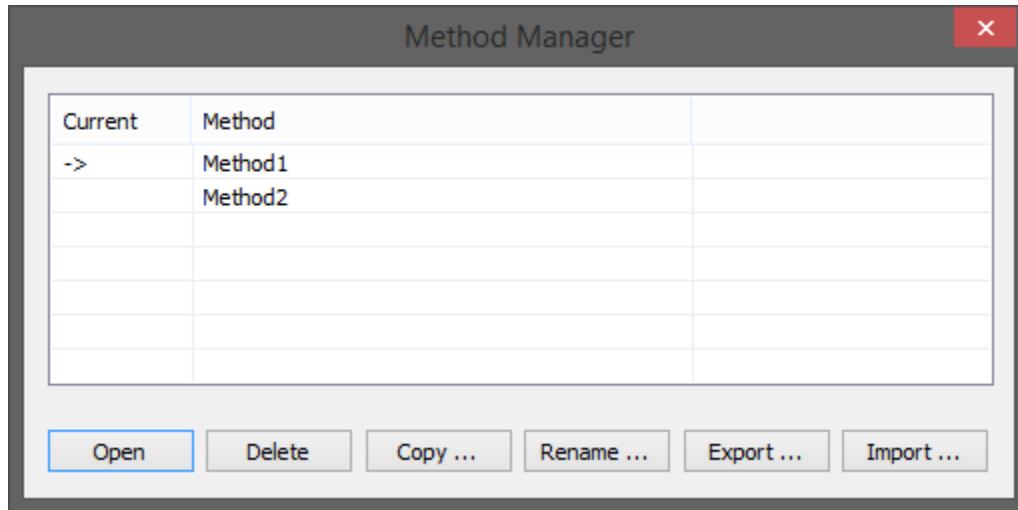 Method Manager
Current Method
-> Method1
Method2
Open Delete Copy ... Rename ... Export ... Import ...